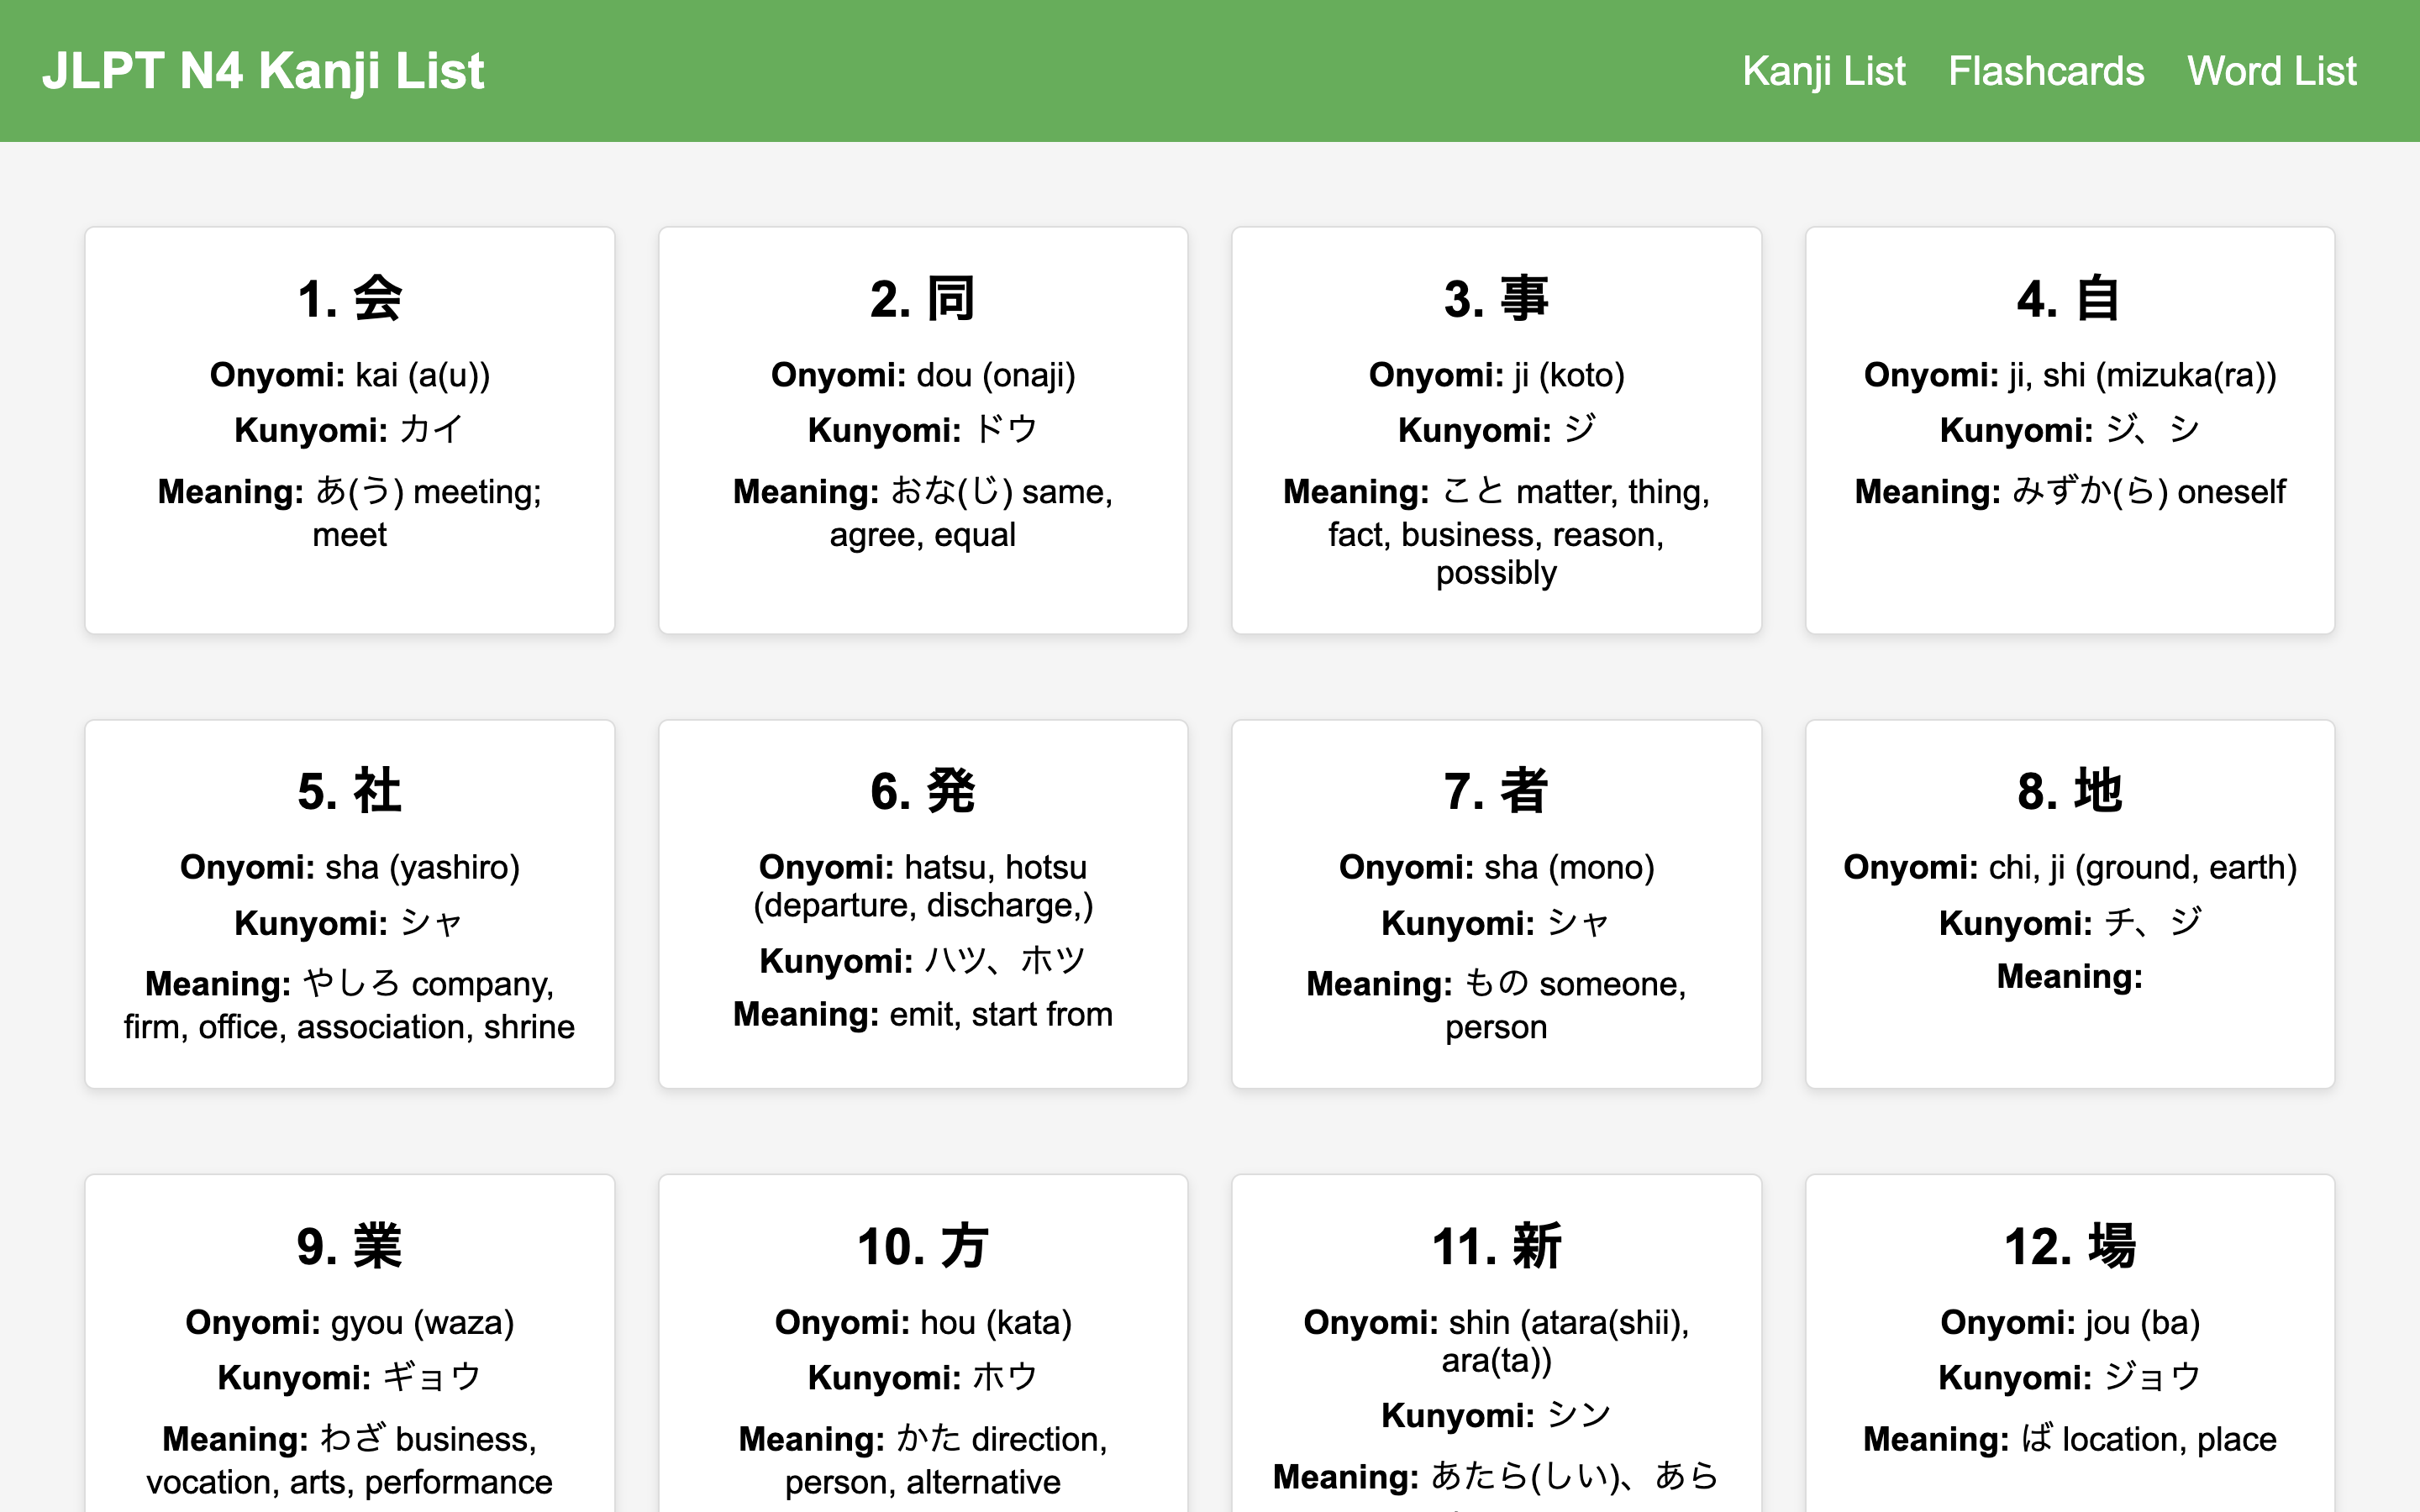 JLPT N4 Kanji List
Kanji List Flashcards Word List
1. 会
Onyomi: kai (a(u))
Kunyomi: カイ
Meaning: あ(う) meeting;
meet
2. 同
Onyomi: dou (onaji)
Kunyomi: ドウ
Meaning: おな(じ) same,
agree, equal
3. 事
Onyomi: ji (koto)
Kunyomi: ジ
Meaning: こと matter, thing,
fact, business, reason,
possibly
4. 自
Onyomi: ji, shi (mizuka(ra))
Kunyomi: ジ、シ
Meaning: みずか(ら) oneself
5. 社
Onyomi: sha (yashiro)
Kunyomi: シャ
Meaning: やしろ company,
firm, office, association, shrine
6. 発
Onyomi: hatsu, hotsu
(departure, discharge,)
Kunyomi: ハツ、ホツ
Meaning: emit, start from
7. 者
Onyomi: sha (mono)
Kunyomi: シャ
Meaning: もの someone,
person
8. 地
Onyomi: chi, ji (ground, earth)
Kunyomi: チ、ジ
Meaning:
9. 業
Onyomi: gyou (waza)
Kunyomi: ギョウ
Meaning: わざ business,
vocation, arts, performance
10. 方
Onyomi: hou (kata)
Kunyomi: ホウ
Meaning: かた direction,
person, alternative
11. 新
Onyomi: shin (atara(shii),
ara(ta))
Kunyomi: シン
Meaning: あたら(しい)、あら
12. 場
Onyomi: jou (ba)
Kunyomi: ジョウ
Meaning: ば location, place